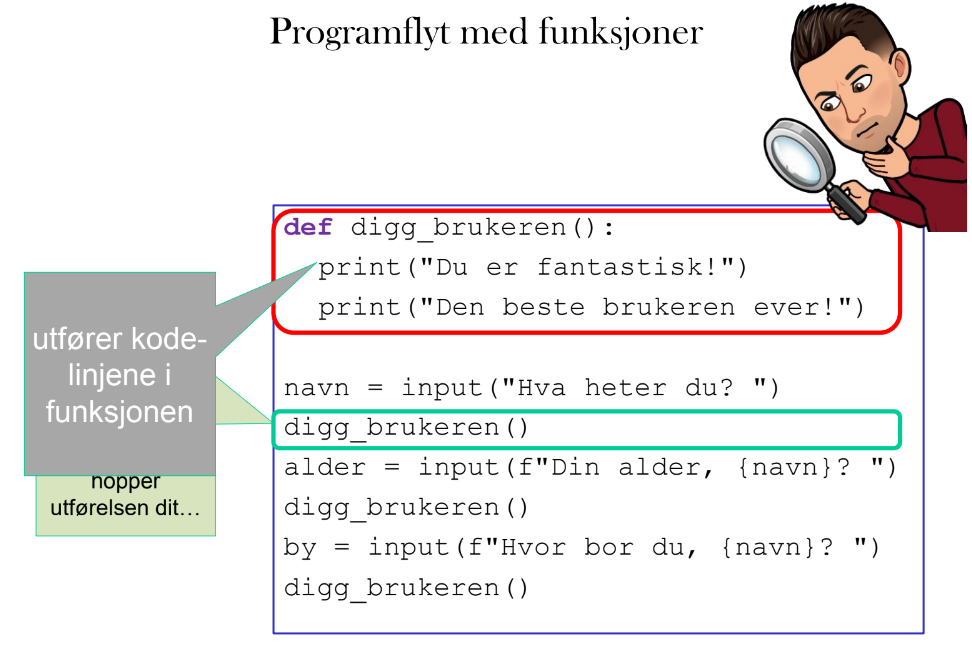 Programflyt med funksjoner
def digg_brukeren():
print("Du er fantastisk!")
print("Den beste brukeren ever!")
utfører kode-
linjene i
funksjonen
hopper
utførelsen dit…
navn = input("Hva heter du? ")
digg_brukeren()
alder = input(f"Din alder, {navn}? ")
digg_brukeren()
by = input(f"Hvor bor du, {navn}? ")
digg_brukeren()